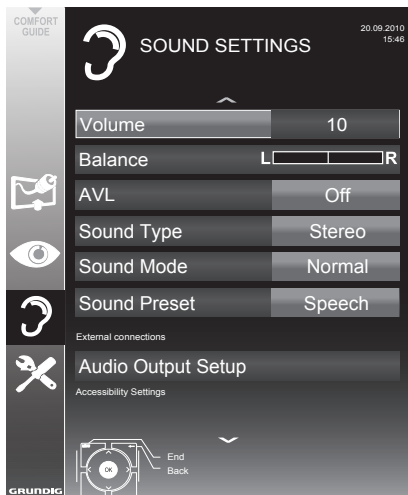 COMFORT
GUIDE
SOUND SETTINGS
20.09.2010
15:46
Volume 10
Balance L R
AVL Off
Sound Type Stereo
Sound Mode Normal
Sound Preset Speech
External connections
Audio Output Setup
Accessibility Settings
End
Back
OK
GRUNDIG